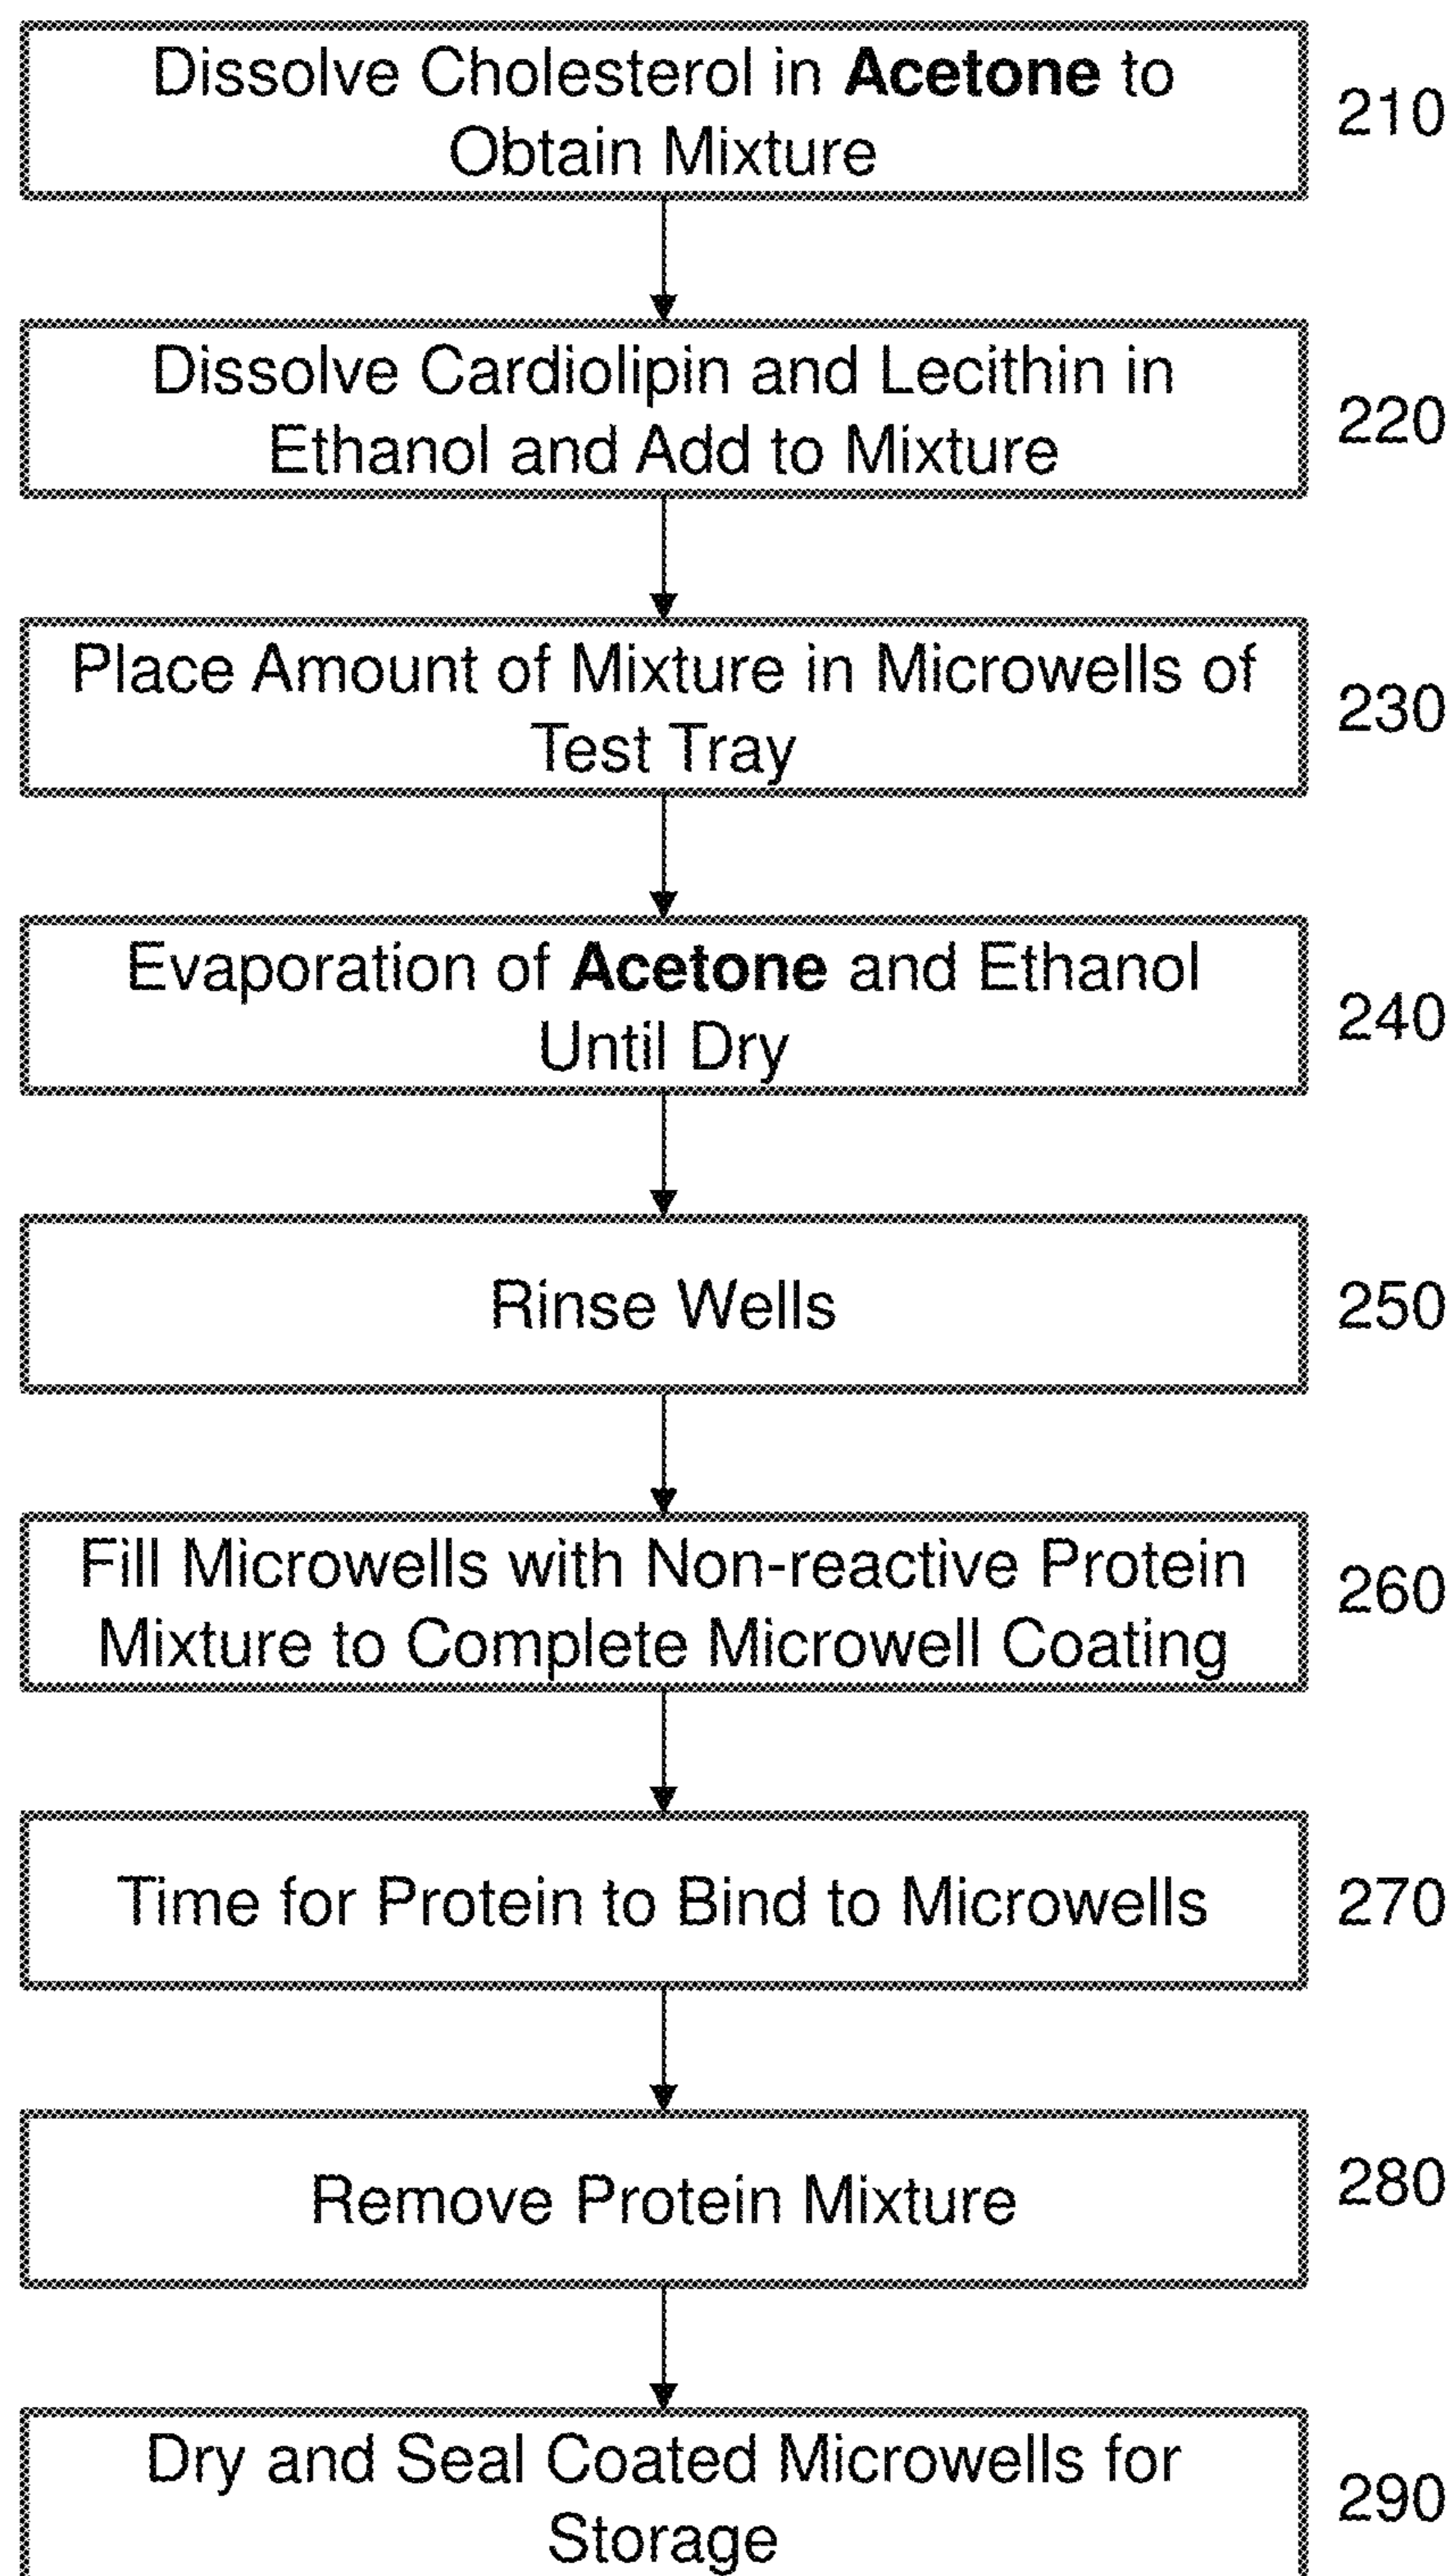 Dissolve Cholesterol in Acetone to
Obtain Mixture
210
Dissolve Cardiolipin and Lecithin in
Ethanol and Add to Mixture
220
Place Amount of Mixture in Microwells of
Test Tray
230
Evaporation of Acetone and Ethanol
Until Dry
240
Rinse Wells
250
Fill Microwells with Non-reactive Protein
Mixture to Complete Microwell Coating
260
Time for Protein to Bind to Microwells
270
Remove Protein Mixture
280
Dry and Seal Coated Microwells for
Storage
290